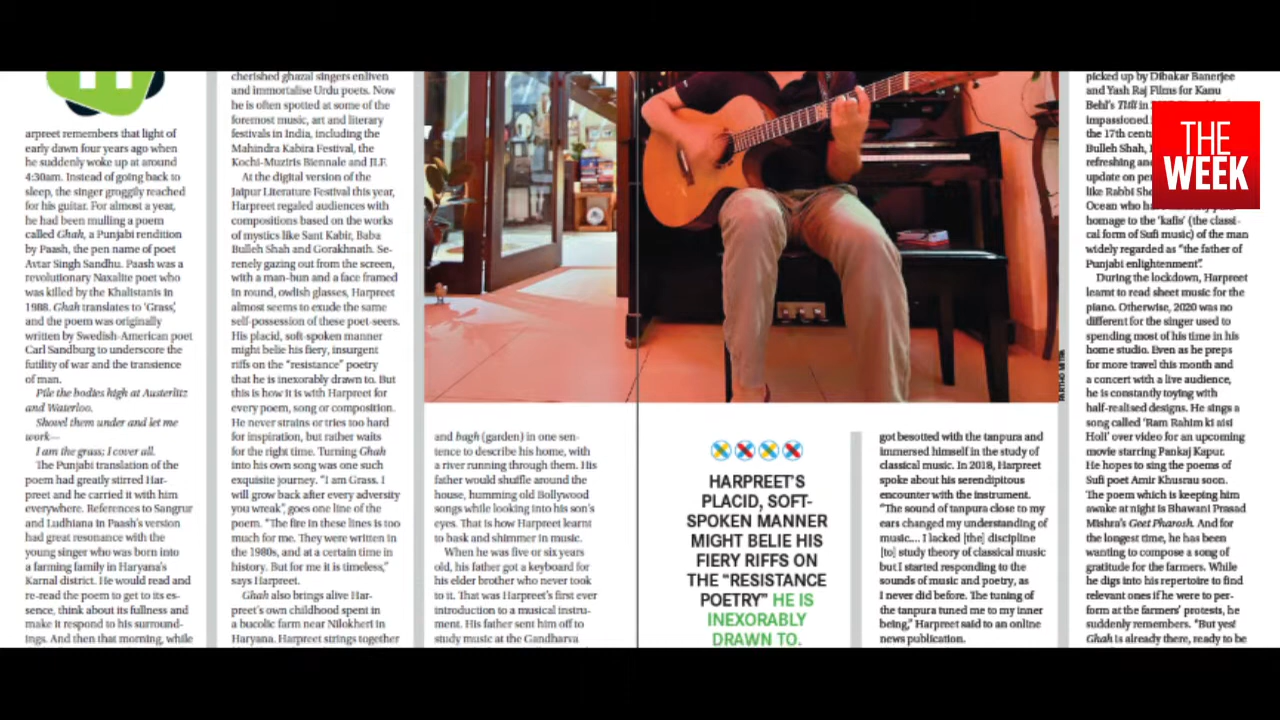 arpreet remembers that light of
early dawn four years ago when
he suddenly woke up at around
4:30am. Instead of going back to
sleep, the singer groggily reached
for his guitar. For almost a year,
he had been mulling a poem
called Ghah, a Punjabi rendition
by Paash, the pen name of poet
Avtar Singh Sandhu. Paash was a
revolutionary Naxalite poet who
was killed by the Khalistanis in
1988. Ghah translates to 'Grass',
and the poem was originally
written by Swedish-American poet
Carl Sandburg to underscore the
futility of war and the transience
of man.
Pile the bodies high at Austerlitz
and Waterloo.
Shovel them under and let me
work—
I am the grass; I cover all.
The Punjabi translation of the
poem had greatly stirred Har-
preet and he carried it with him
everywhere. References to Sangrur
and Ludhiana in Paash's version
had great resonance with the
young singer who was born into
a farming family in Haryana's
Karnal district. He would read and
re-read the poem to get to its es-
sence, think about its fullness and
make it respond to his surround-
ings. And then that morning, while
cherished ghazal singers enliven
and immortalise Urdu poets. Now
he is often spotted at some of the
foremost music, art and literary
festivals in India, including the
Mahindra Kabira Festival, the
Kochi-Muziris Biennale and JLF.
At the digital version of the
Jaipur Literature Festival this year,
Harpreet regaled audiences with
compositions based on the works
of mystics like Sant Kabir, Baba
Bulleh Shah and Gorakhnath. Se-
renely gazing out from the screen,
with a man-bun and a face framed
in round, owlish glasses, Harpreet
almost seems to exude the same
self-possession of these poet-seers.
His placid, soft-spoken manner
might belie his fiery, insurgent
riffs on the "resistance" poetry
that he is inexorably drawn to. But
this is how it is with Harpreet for
every poem, song or composition.
He never strains or tries too hard
for inspiration, but rather waits
for the right time. Turning Ghah
into his own song was one such
exquisite journey. "I am Grass. I
will grow back after every adversity
you wreak", goes one line of the
poem. "The fire in these lines is too
much for me. They were written in
the 1980s, and at a certain time in
history. But for me it is timeless,"
says Harpreet.
Ghah also brings alive Har-
preet's own childhood spent in
a bucolic farm near Nilokheri in
Haryana. Harpreet strings together
and bagh (garden) in one sen-
tence to describe his home, with
a river running through them. His
father would shuffle around the
house, humming old Bollywood
songs while looking into his son's
eyes. That is how Harpreet learnt
to bask and shimmer in music.
When he was five or six years
old, his father got a keyboard for
his elder brother who never took
to it. That was Harpreet's first ever
introduction to a musical instru-
ment. His father sent him off to
study music at the Gandharva
HARPREET'S
PLACID, SOFT-
SPOKEN MANNER
MIGHT BELIE HIS
FIERY RIFFS ON
THE "RESISTANCE
POETRY" HE IS
INEXORABLY
DRAWN TO.
got besotted with the tanpura and
immersed himself in the study of
classical music. In 2018, Harpreet
spoke about his serendipitous
encounter with the instrument.
"The sound of tanpura close to my
ears changed my understanding of
music.... I lacked [the] discipline
[to] study theory of classical music
but I started responding to the
sounds of music and poetry, as
I never did before. The tuning of
the tanpura tuned me to my inner
being," Harpreet said to an online
news publication.
picked up by Dibakar Banerjee
and Yash Raj Films for Kanu
Behl's Titli in
impassioned
the 17th cent
Bulleh Shah,
refreshing an
update on pe
like Rabbi She
Ocean who ha
homage to the 'kafis' (the classi-
cal form of Sufi music) of the man
widely regarded as "the father of
Punjabi enlightenment".
During the lockdown, Harpreet
learnt to read sheet music for the
piano. Otherwise, 2020 was no
different for the singer used to
spending most of his time in his
home studio. Even as he preps
for more travel this month and
a concert with a live audience,
he is constantly toying with
half-realised designs. He sings a
song called 'Ram Rahim ki aisi
Holi' over video for an upcoming
movie starring Pankaj Kapur.
He hopes to sing the poems of
Sufi poet Amir Khusrau soon.
The poem which is keeping him
awake at night is Bhawani Prasad
Mishra's Geet Pharosh. And for
the longest time, he has been
wanting to compose a song of
gratitude for the farmers. While
he digs into his repertoire to find
relevant ones if he were to per-
form at the farmers' protests, he
suddenly remembers. "But yes!
Ghah is already there, ready to be
THE
WEEK